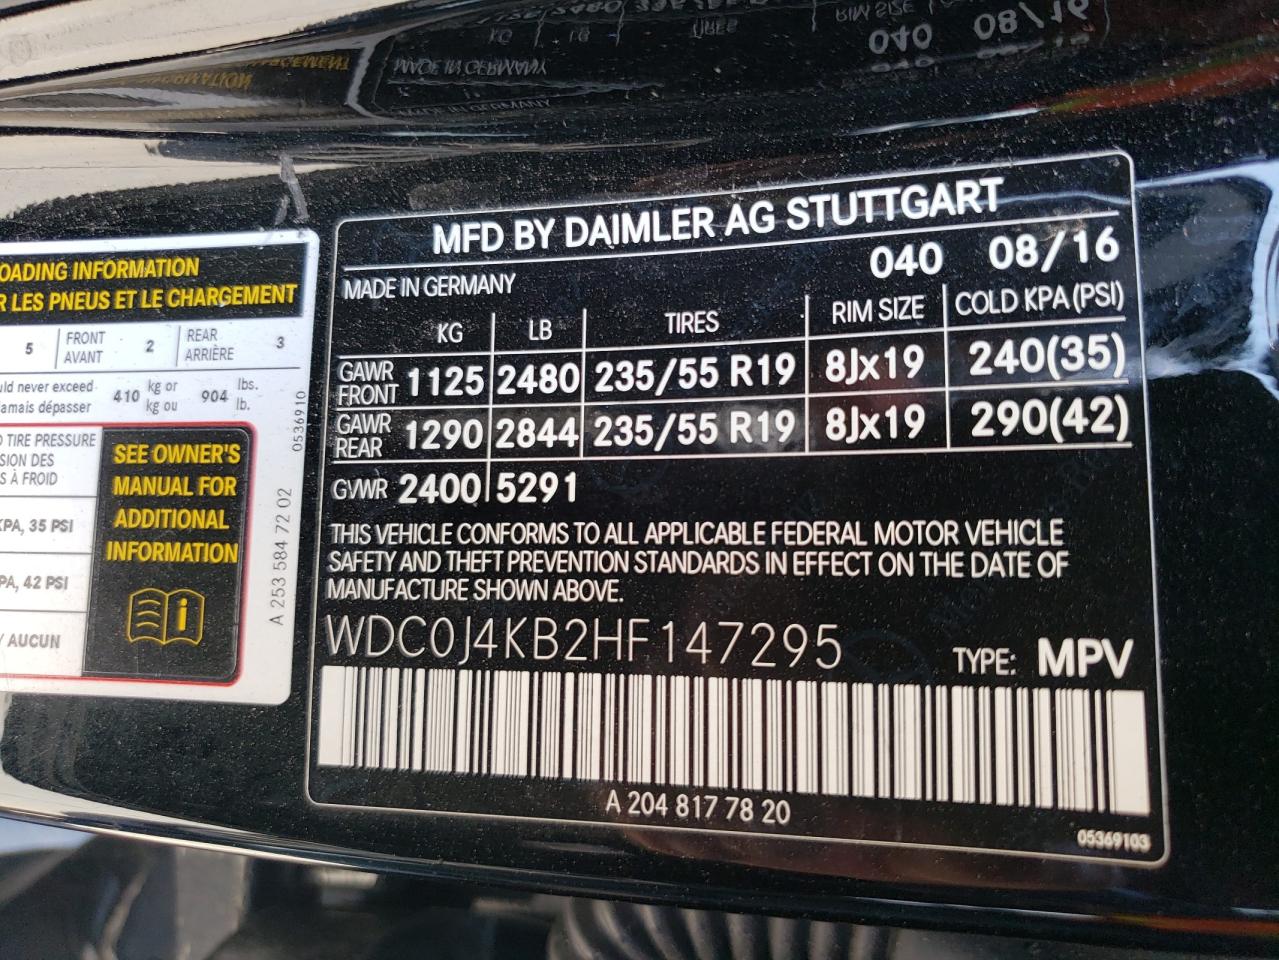 OADING INFORMATION
R LES PNEUS ET LE CHARGEMENT
5 FRONT AVANT 2 REAR ARRIÈRE 3
uld never exceed
amais dépasser 410 kg or kg ou 904 lbs. lb.
TIRE PRESSURE
SION DES
S À FROID
KPA, 35 PSI
PA, 42 PSI
/ AUCUN
SEE OWNER'S
MANUAL FOR
ADDITIONAL
INFORMATION
0536910
A 253 584 72 02
MFD BY DAIMLER AG STUTTGART
040 08/16
MADE IN GERMANY
KG LB TIRES RIM SIZE COLD KPA (PSI)
GAWR FRONT 1125 2480 235/55 R19 8Jx19 240(35)
GAWR REAR 1290 2844 235/55 R19 8Jx19 290(42)
GVWR 2400 5291
THIS VEHICLE CONFORMS TO ALL APPLICABLE FEDERAL MOTOR VEHICLE
SAFETY AND THEFT PREVENTION STANDARDS IN EFFECT ON THE DATE OF
MANUFACTURE SHOWN ABOVE.
WDC0J4KB2HF147295
TYPE: MPV
A 204 817 78 20
05369103